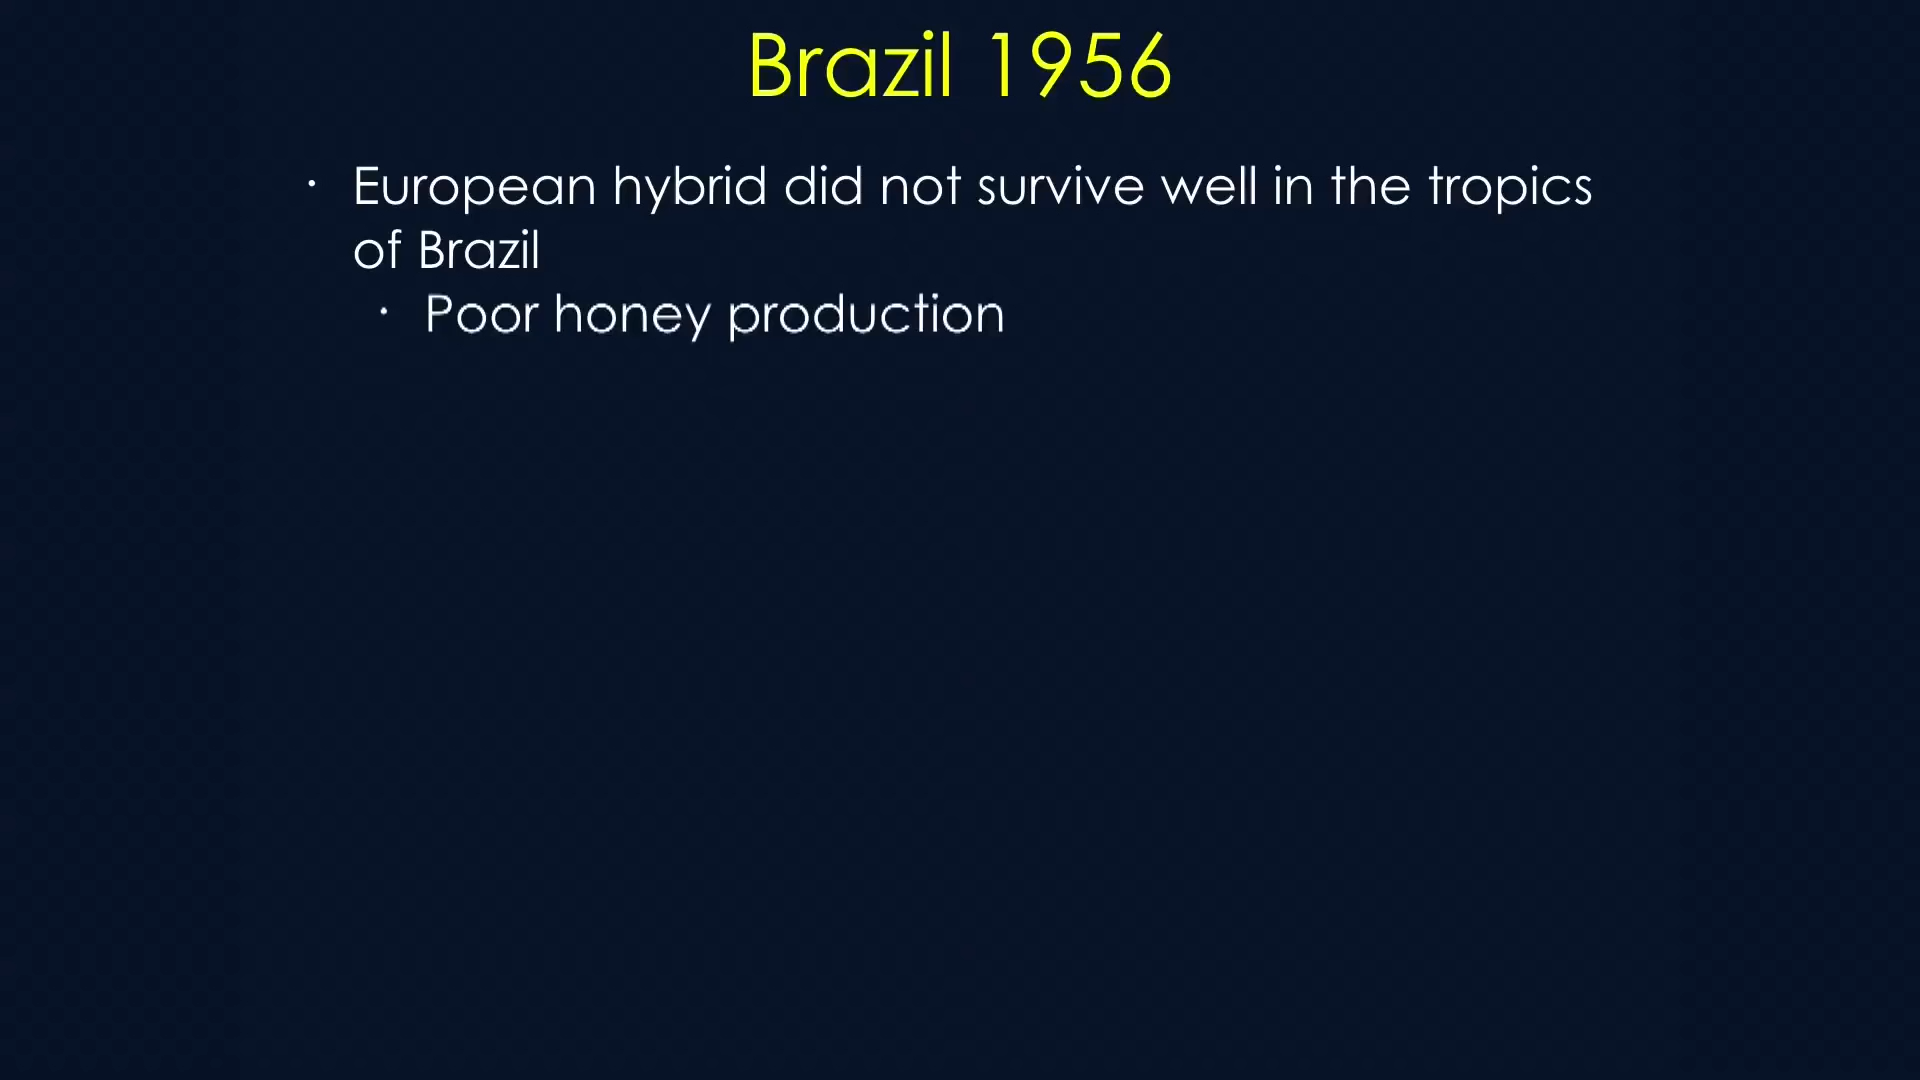 Brazil 1956
· European hybrid did not survive well in the tropics
of Brazil
· Poor honey production